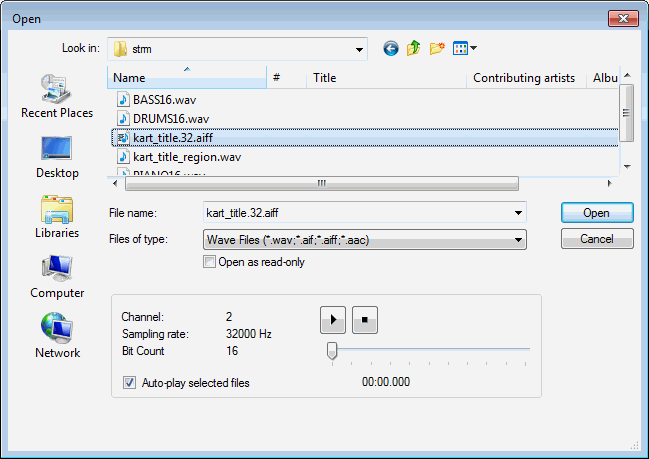 Open
Look in: strm
Name # Title Contributing artists Albu
BASS16.wav
DRUMS16.wav
kart_title.32.aiff
kart_title_region.wav
PIANO16.wav
Recent Places
Desktop
Libraries
Computer
Network
File name: kart_title.32.aiff Open
Files of type: Wave Files (*.wav;*.aif;*.aiff;*.aac) Cancel
Open as read-only
Channel: 2
Sampling rate: 32000 Hz
Bit Count 16
Auto-play selected files 00:00.000